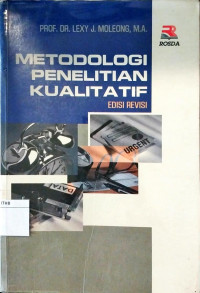 PROF. DR. LEXY J. MOLEONG, M.A.
ROSDA
METODOLOGI
PENELITIAN
KUALITATIF
EDISI REVISI
URGENT
DATA